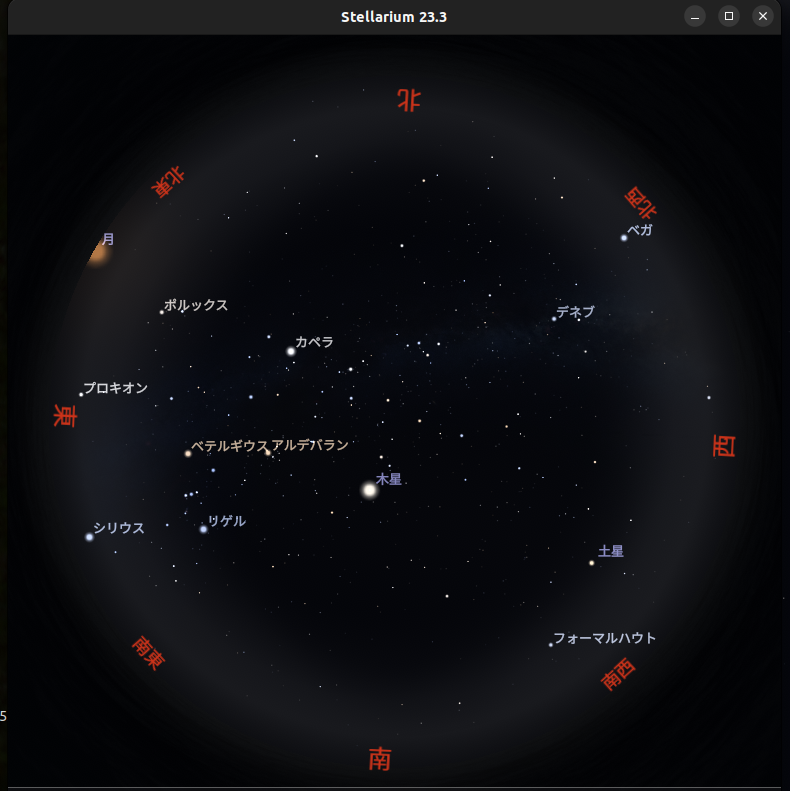 Stellarium 23.3
北
北東
北西
ベガ
月
ポルックス
デネブ
カペラ
プロキオン
東
西
ベテルギウス
アルデバラン
木星
シリウス
リゲル
土星
フォーマルハウト
南東
南西
5
南